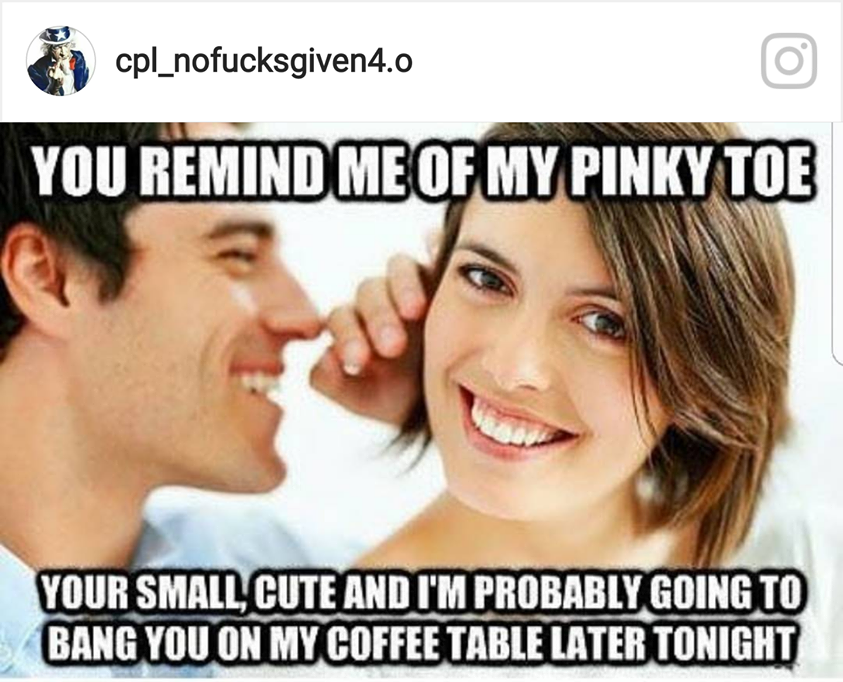 cpl_nofucksgiven4.o
YOU REMIND ME OF MY PINKY TOE
YOUR SMALL, CUTE AND I'M PROBABLY GOING TO
BANG YOU ON MY COFFEE TABLE LATER TONIGHT